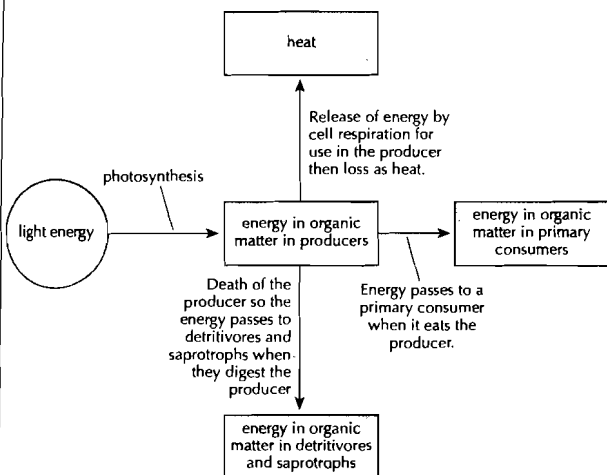 heat
Release of energy by
cell respiration for
use in the producer
then loss as heat.
photosynthesis
light energy
energy in organic
matter in producers
energy in organic
matter in primary
consumers
Death of the
producer so the
energy passes to
detritivores and
saprotrophs when
they digest the
producer
Energy passes to a
primary consumer
when it eats the
producer.
energy in organic
matter in detritivores
and saprotrophs